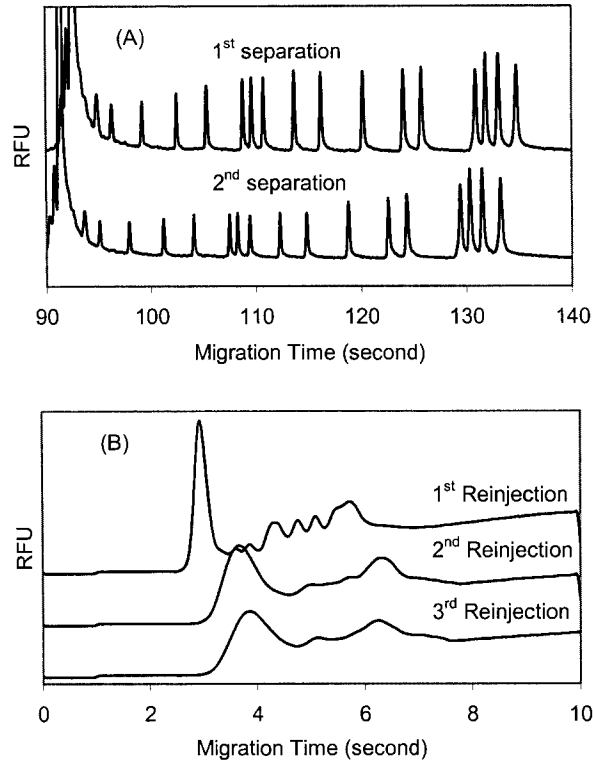 (A)
1st separation
2nd separation
RFU
90 100 110 120 130 140
Migration Time (second)
(B)
1st Reinjection
2nd Reinjection
3rd Reinjection
RFU
0 2 4 6 8 10
Migration Time (second)